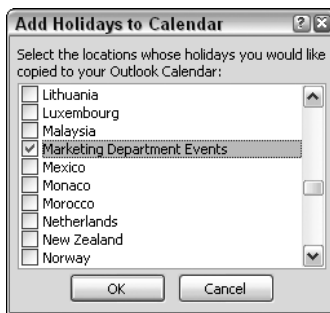 Add Holidays to Calendar
Select the locations whose holidays you would like
copied to your Outlook Calendar:
Lithuania
Luxembourg
Malaysia
Marketing Department Events
Mexico
Monaco
Morocco
Netherlands
New Zealand
Norway
OK Cancel